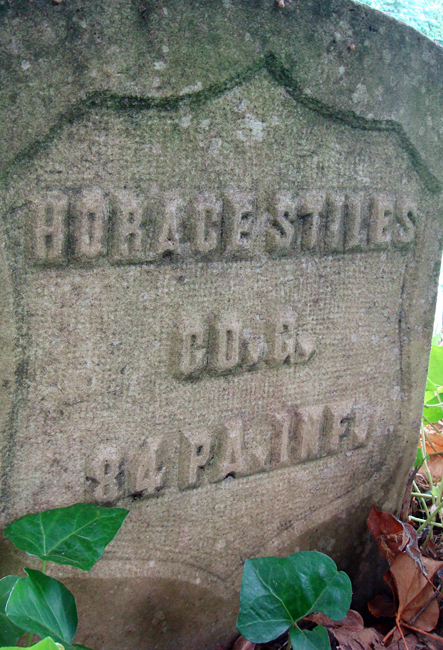 HORACE STILES
CO. G.
84 PA. INF.